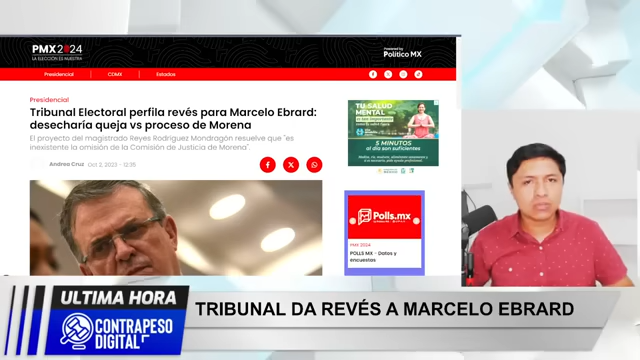 PMX2024
LA ELECCIÓN ES NUESTRA
Powered by
Político MX
Presidencial
CDMX
Estados
Presidencial
Tribunal Electoral perfila revés para Marcelo Ebrard:
desecharía queja vs proceso de Morena
El proyecto del magistrado Reyes Rodríguez Mondragón resuelve que "es
inexistente la omisión de la Comisión de Justicia de Morena".
Andrea Cruz Oct 2, 2023 - 12:35
TU SALUD
MENTAL
5 MINUTOS
al día son suficientes
Polls.mx
PMX 2024
POLLS MX - Datos y
encuestas
ULTIMA HORA
CONTRAPESO
DIGITAL
TRIBUNAL DA REVÉS A MARCELO EBRARD